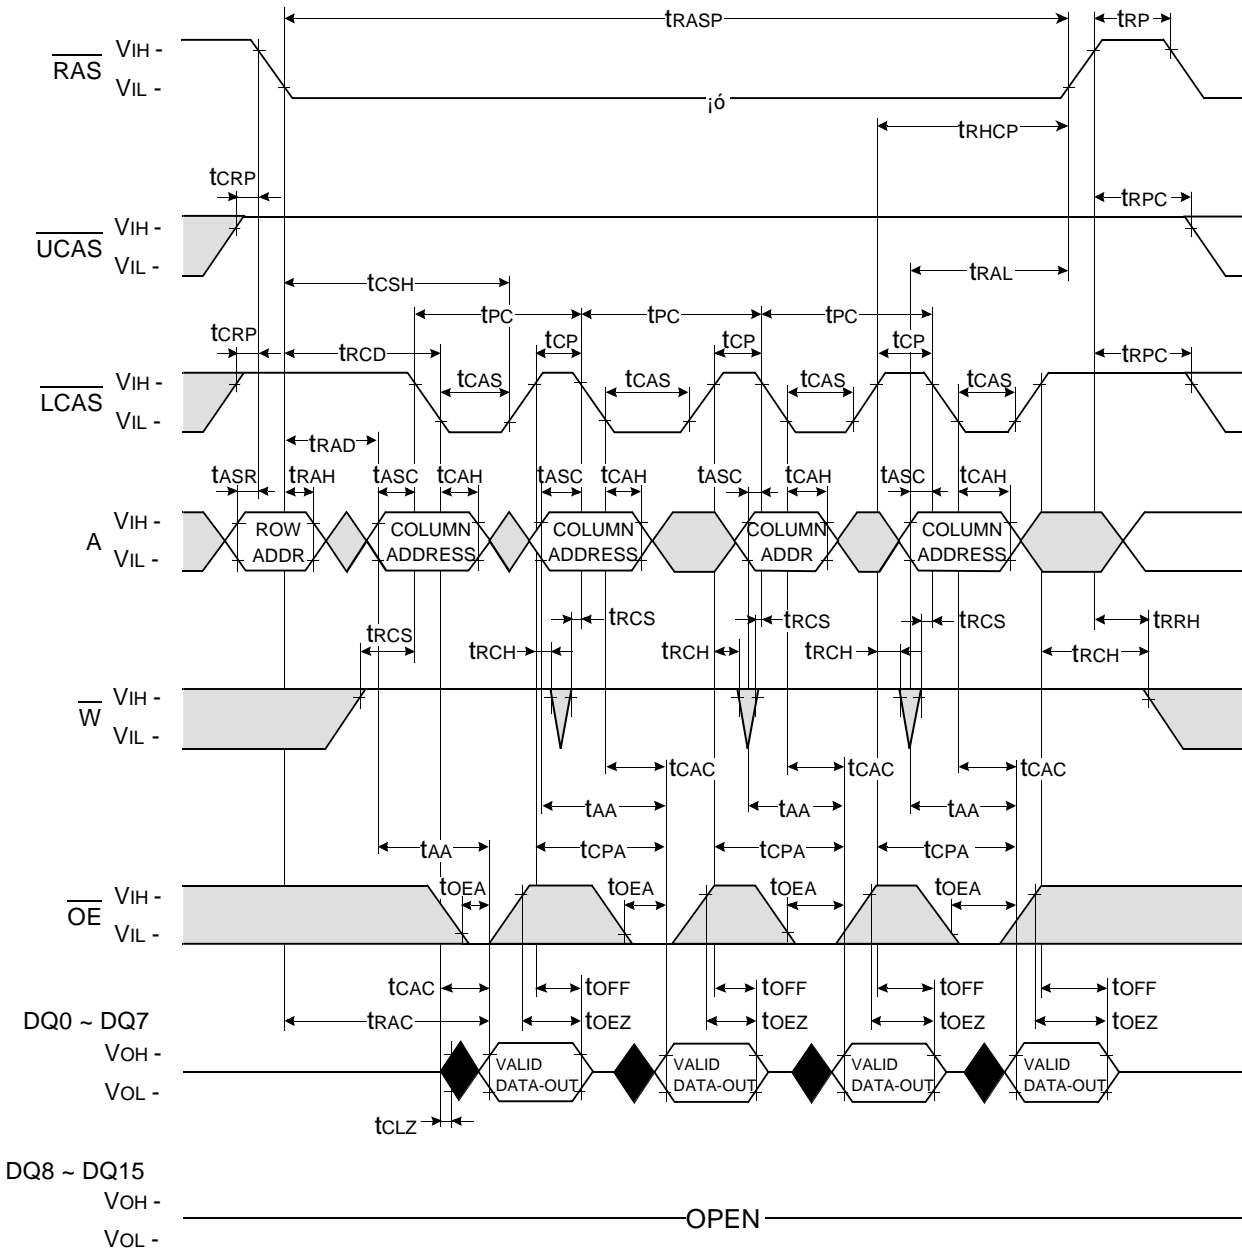 tRASP tRP
RAS VIH -
VIL -
¡ó
tRHCP
tCRP tRPC
UCAS VIH -
VIL -
tCSH tRAL
tPC tPC tPC
tCRP tRCD tCP tCP tCP tRPC
LCAS VIH -
VIL -
tCAS tCAS tCAS tCAS
tRAD
tASR tRAH tASC tCAH tASC tCAH tASC tCAH tASC tCAH
A VIH -
VIL -
ROW ADDR
COLUMN ADDRESS
COLUMN ADDRESS
COLUMN ADDR
COLUMN ADDRESS
tRCS tRCS tRCS tRCS tRRH
tRCH tRCH tRCH tRCH
W VIH -
VIL -
tCAC tCAC tCAC
tAA tAA tAA
tAA tCPA tCPA tCPA
tOEA tOEA tOEA tOEA
OE VIH -
VIL -
tCAC tOFF tOFF tOFF tOFF
DQ0 ~ DQ7 tRAC tOEZ tOEZ tOEZ tOEZ
VOH -
VOL -
VALID DATA-OUT
VALID DATA-OUT
VALID DATA-OUT
VALID DATA-OUT
tCLZ
DQ8 ~ DQ15
VOH -
OPEN
VOL -